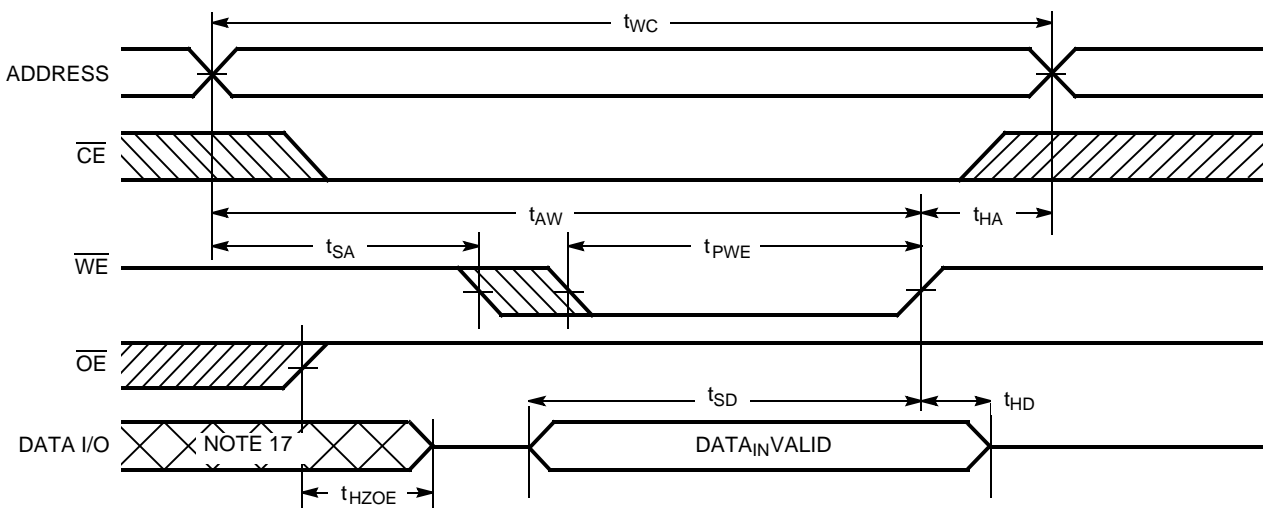 tWC
ADDRESS
CE
tAW
tHA
tSA
tPWE
WE
OE
tSD
tHD
DATA I/O
NOTE 17
DATAINVALID
tHZOE